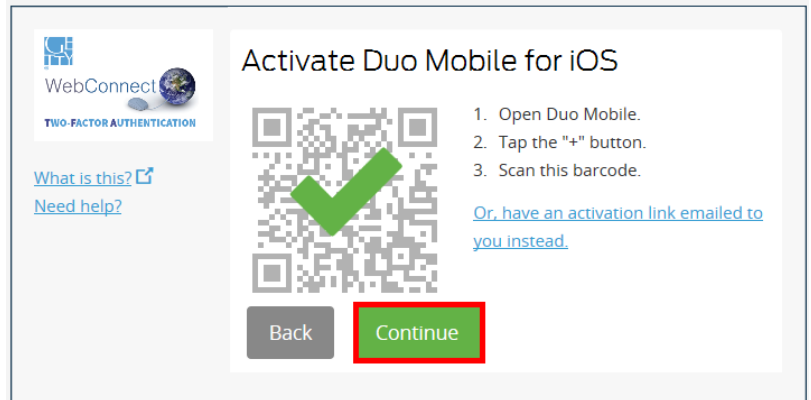 WebConnect
TWO-FACTOR AUTHENTICATION
What is this?
Need help?
Activate Duo Mobile for iOS
1. Open Duo Mobile.
2. Tap the "+" button.
3. Scan this barcode.
Or, have an activation link emailed to
you instead.
Back
Continue